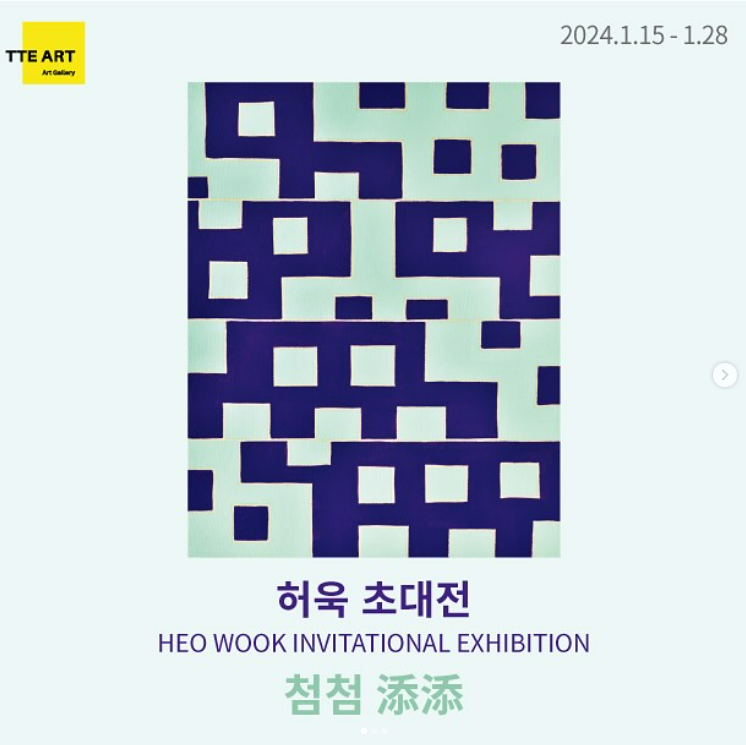 TTE ART
Art Gallery
2024.1.15 - 1.28
허욱 초대전
HEO WOOK INVITATIONAL EXHIBITION
첨첨 添添